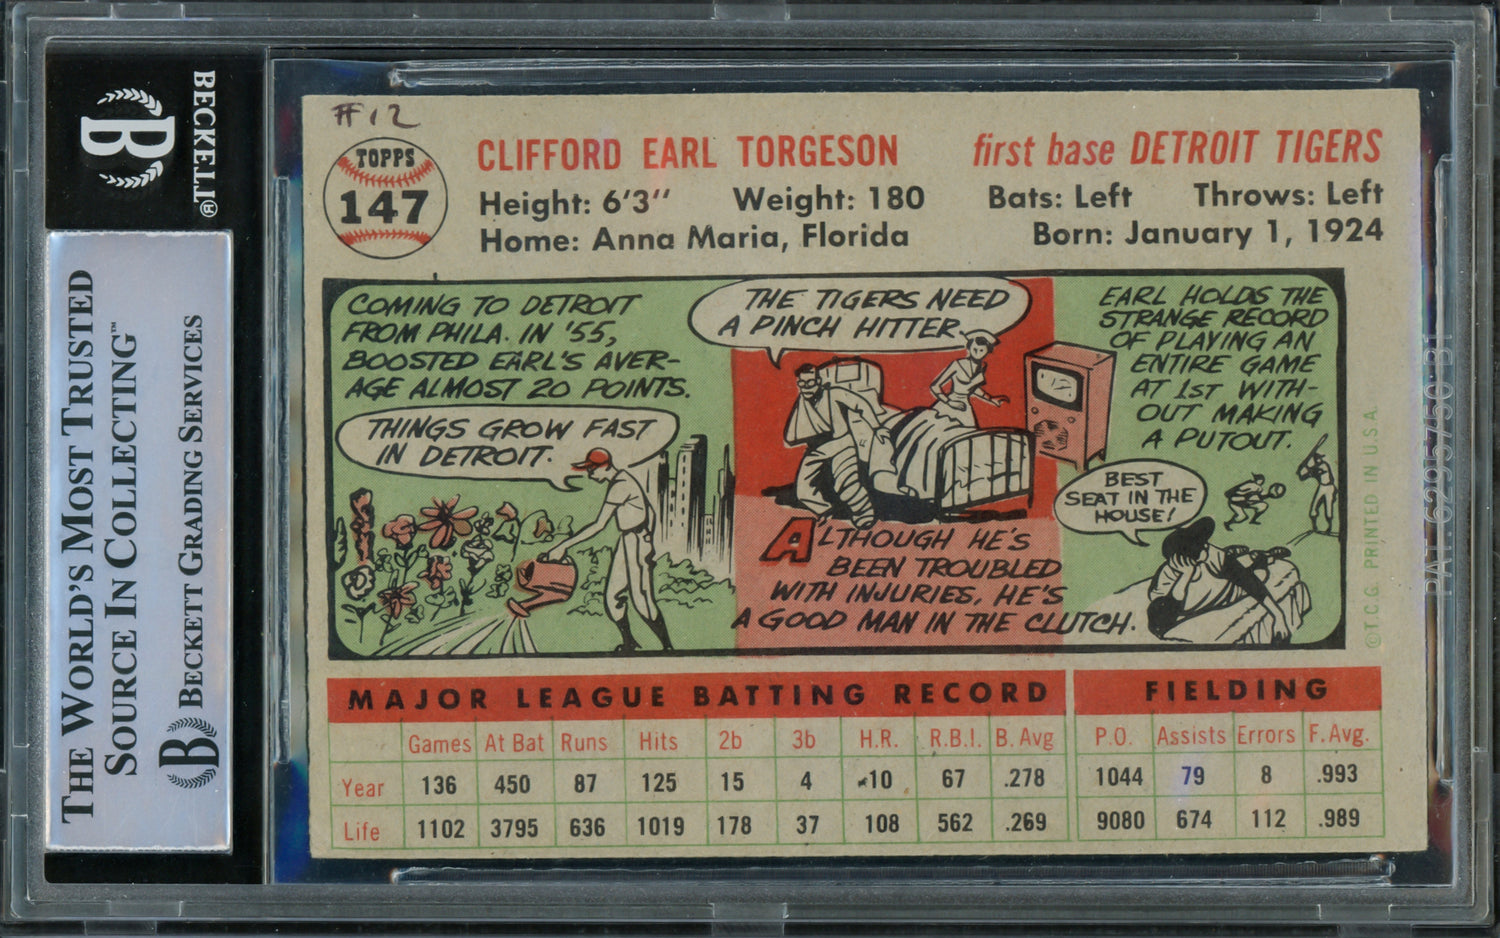 BECKETT®
B
THE WORLD'S MOST TRUSTED
SOURCE IN COLLECTING™
B BECKETT GRADING SERVICES
#12
TOPPS
147
CLIFFORD EARL TORGESON first base DETROIT TIGERS
Height: 6'3" Weight: 180 Bats: Left Throws: Left
Home: Anna Maria, Florida Born: January 1, 1924
COMING TO DETROIT
FROM PHILA. IN '55,
BOOSTED EARL'S AVER-
AGE ALMOST 20 POINTS.
THINGS GROW FAST
IN DETROIT.
THE TIGERS NEED
A PINCH HITTER.
ALTHOUGH HE'S
BEEN TROUBLED
WITH INJURIES, HE'S
A GOOD MAN IN THE CLUTCH.
EARL HOLDS THE
STRANGE RECORD
OF PLAYING AN
ENTIRE GAME
AT 1ST WITH-
OUT MAKING
A PUTOUT.
BEST
SEAT IN THE
HOUSE!
©T.C.G. PRINTED IN U.S.A.
PAT. 6295750 B1
MAJOR LEAGUE BATTING RECORD FIELDING
Games At Bat Runs Hits 2b 3b H.R. R.B.I. B. Avg P.O. Assists Errors F. Avg.
Year 136 450 87 125 15 4 10 67 .278 1044 79 8 .993
Life 1102 3795 636 1019 178 37 108 562 .269 9080 674 112 .989